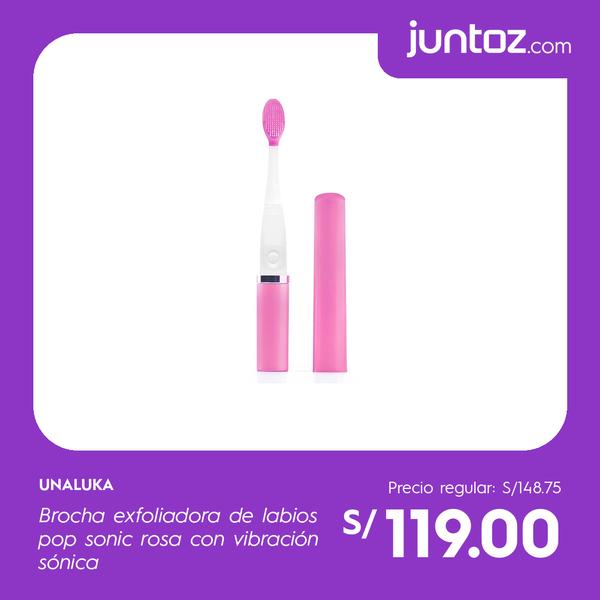 juntoz.com
UNALUKA
Brocha exfoliadora de labios
pop sonic rosa con vibración
sónica
Precio regular: S/148.75
S/119.00